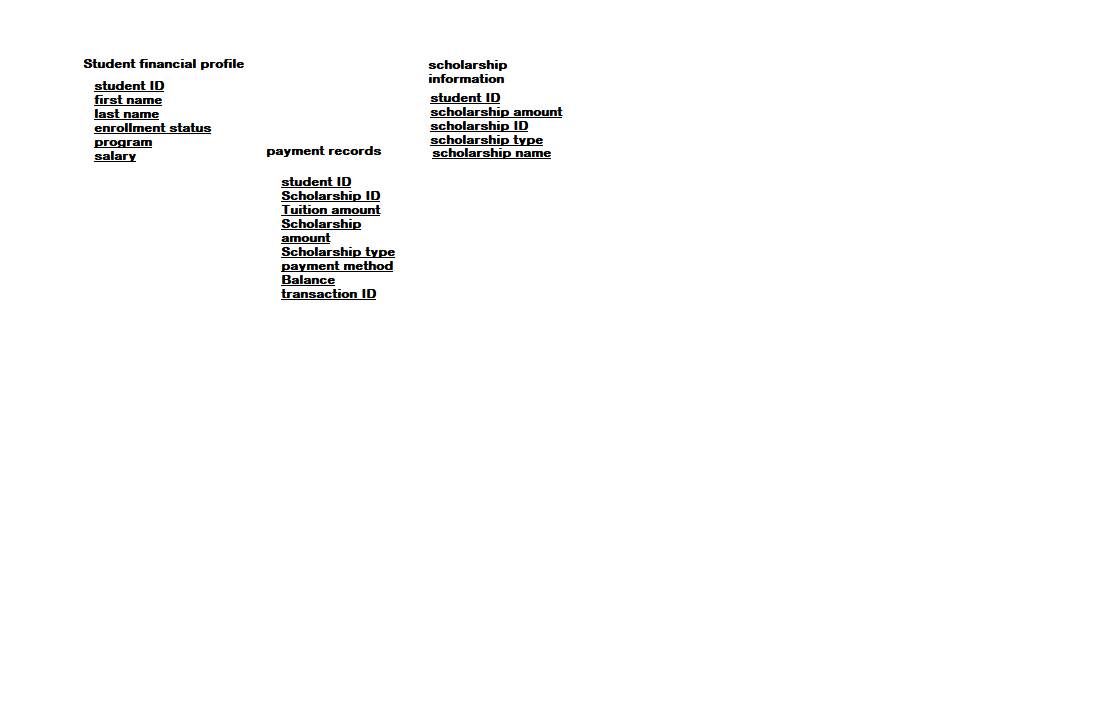 Student financial profile
student ID
first name
last name
enrollment status
program
salary
payment records
student ID
Scholarship ID
Tuition amount
Scholarship
amount
Scholarship type
payment method
Balance
transaction ID
scholarship
information
student ID
scholarship amount
scholarship ID
scholarship type
scholarship name